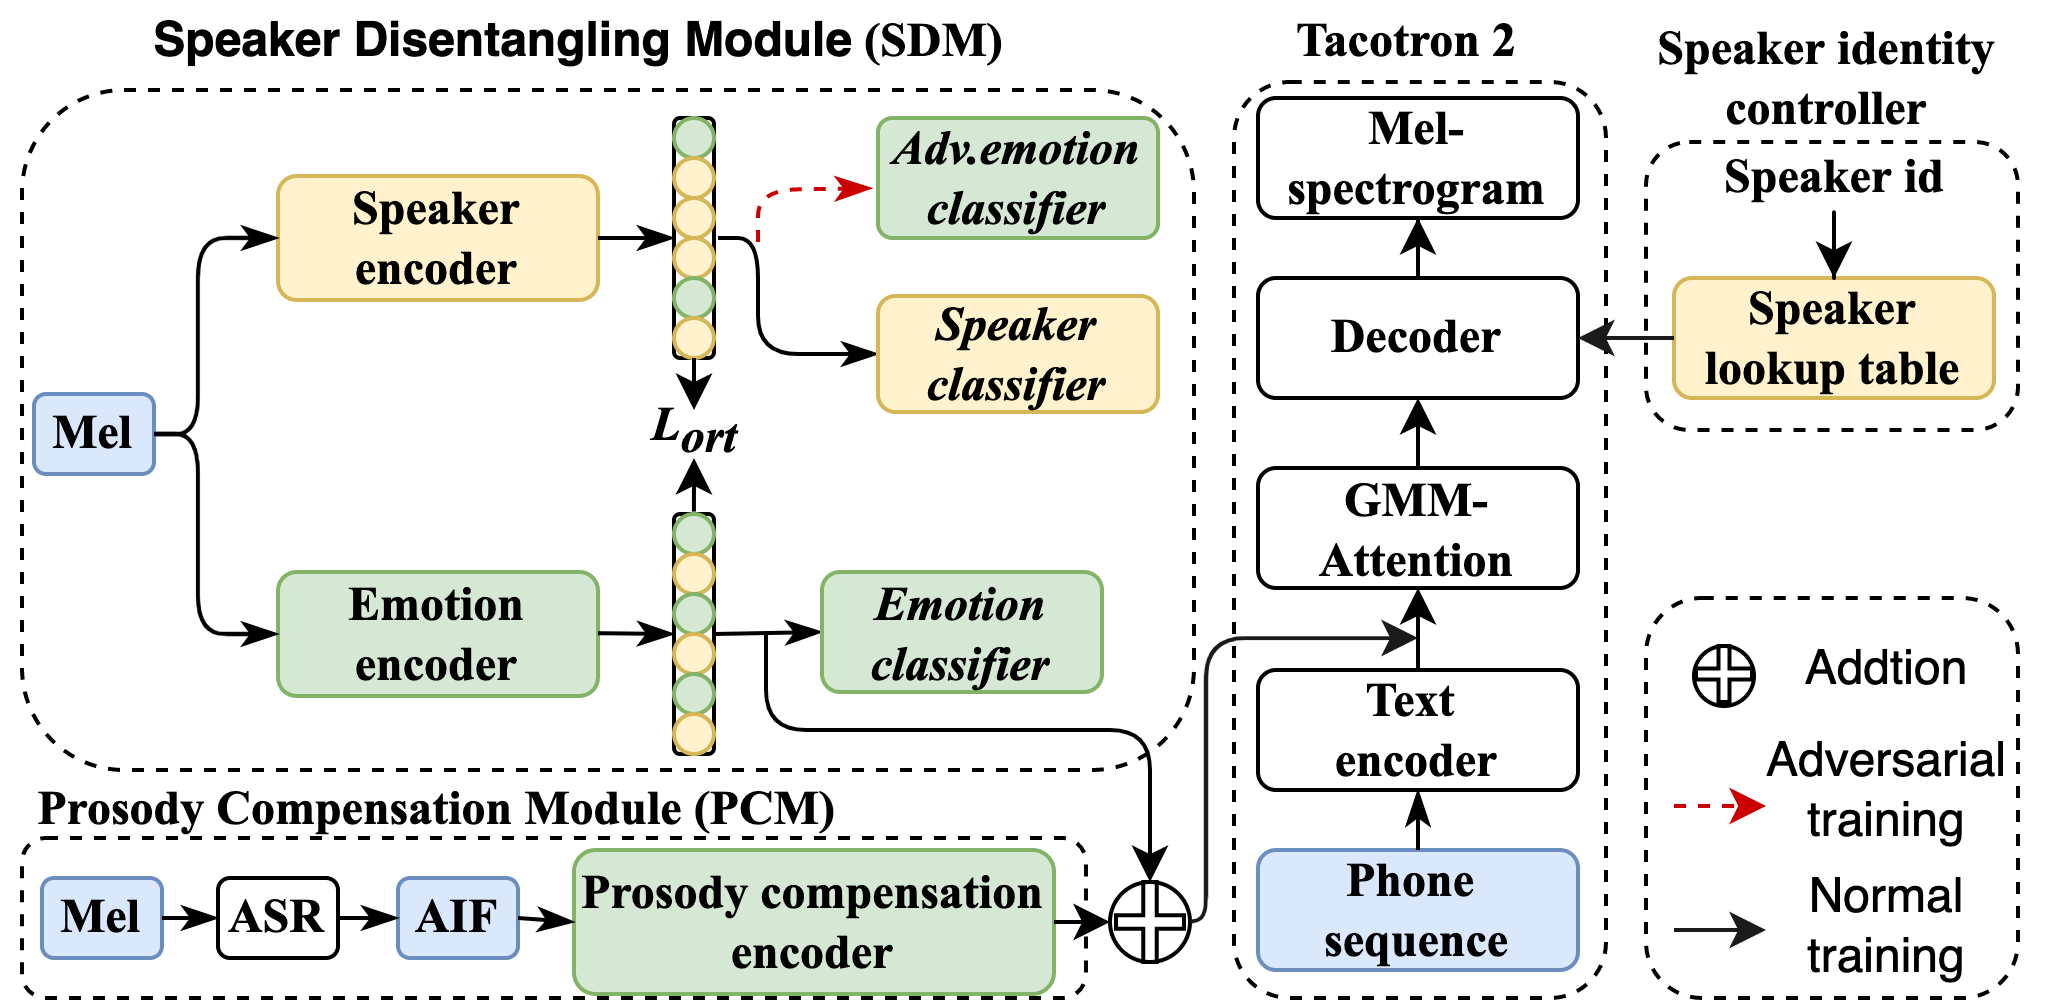 Speaker Disentangling Module (SDM)
Mel
Speaker
encoder
Adv.emotion
classifier
Speaker
classifier
Lort
Emotion
encoder
Emotion
classifier
Prosody Compensation Module (PCM)
Mel
ASR
AIF
Prosody compensation
encoder
Tacotron 2
Mel-
spectrogram
Decoder
GMM-
Attention
Text
encoder
Phone
sequence
Speaker identity
controller
Speaker id
Speaker
lookup table
Addtion
Adversarial
training
Normal
training